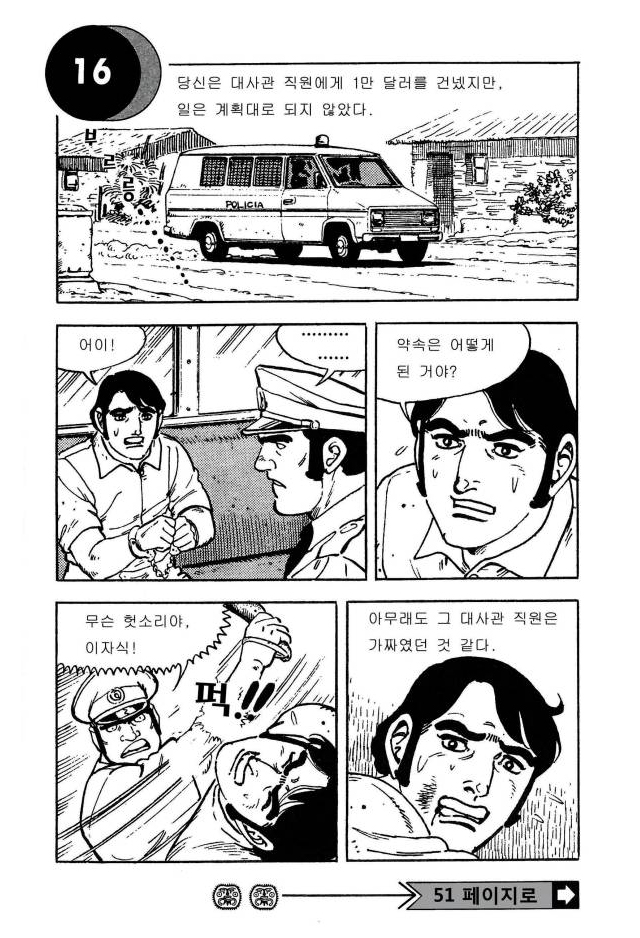 16
당신은 대사관 직원에게 1만 달러를 건넸지만,
일은 계획대로 되지 않았다.
부르릉
POLICIA
어이!
………
……
약속은 어떻게
된 거야?
무슨 헛소리야,
이자식!
퍽!!
아무래도 그 대사관 직원은
가짜였던 것 같다.
51 페이지로